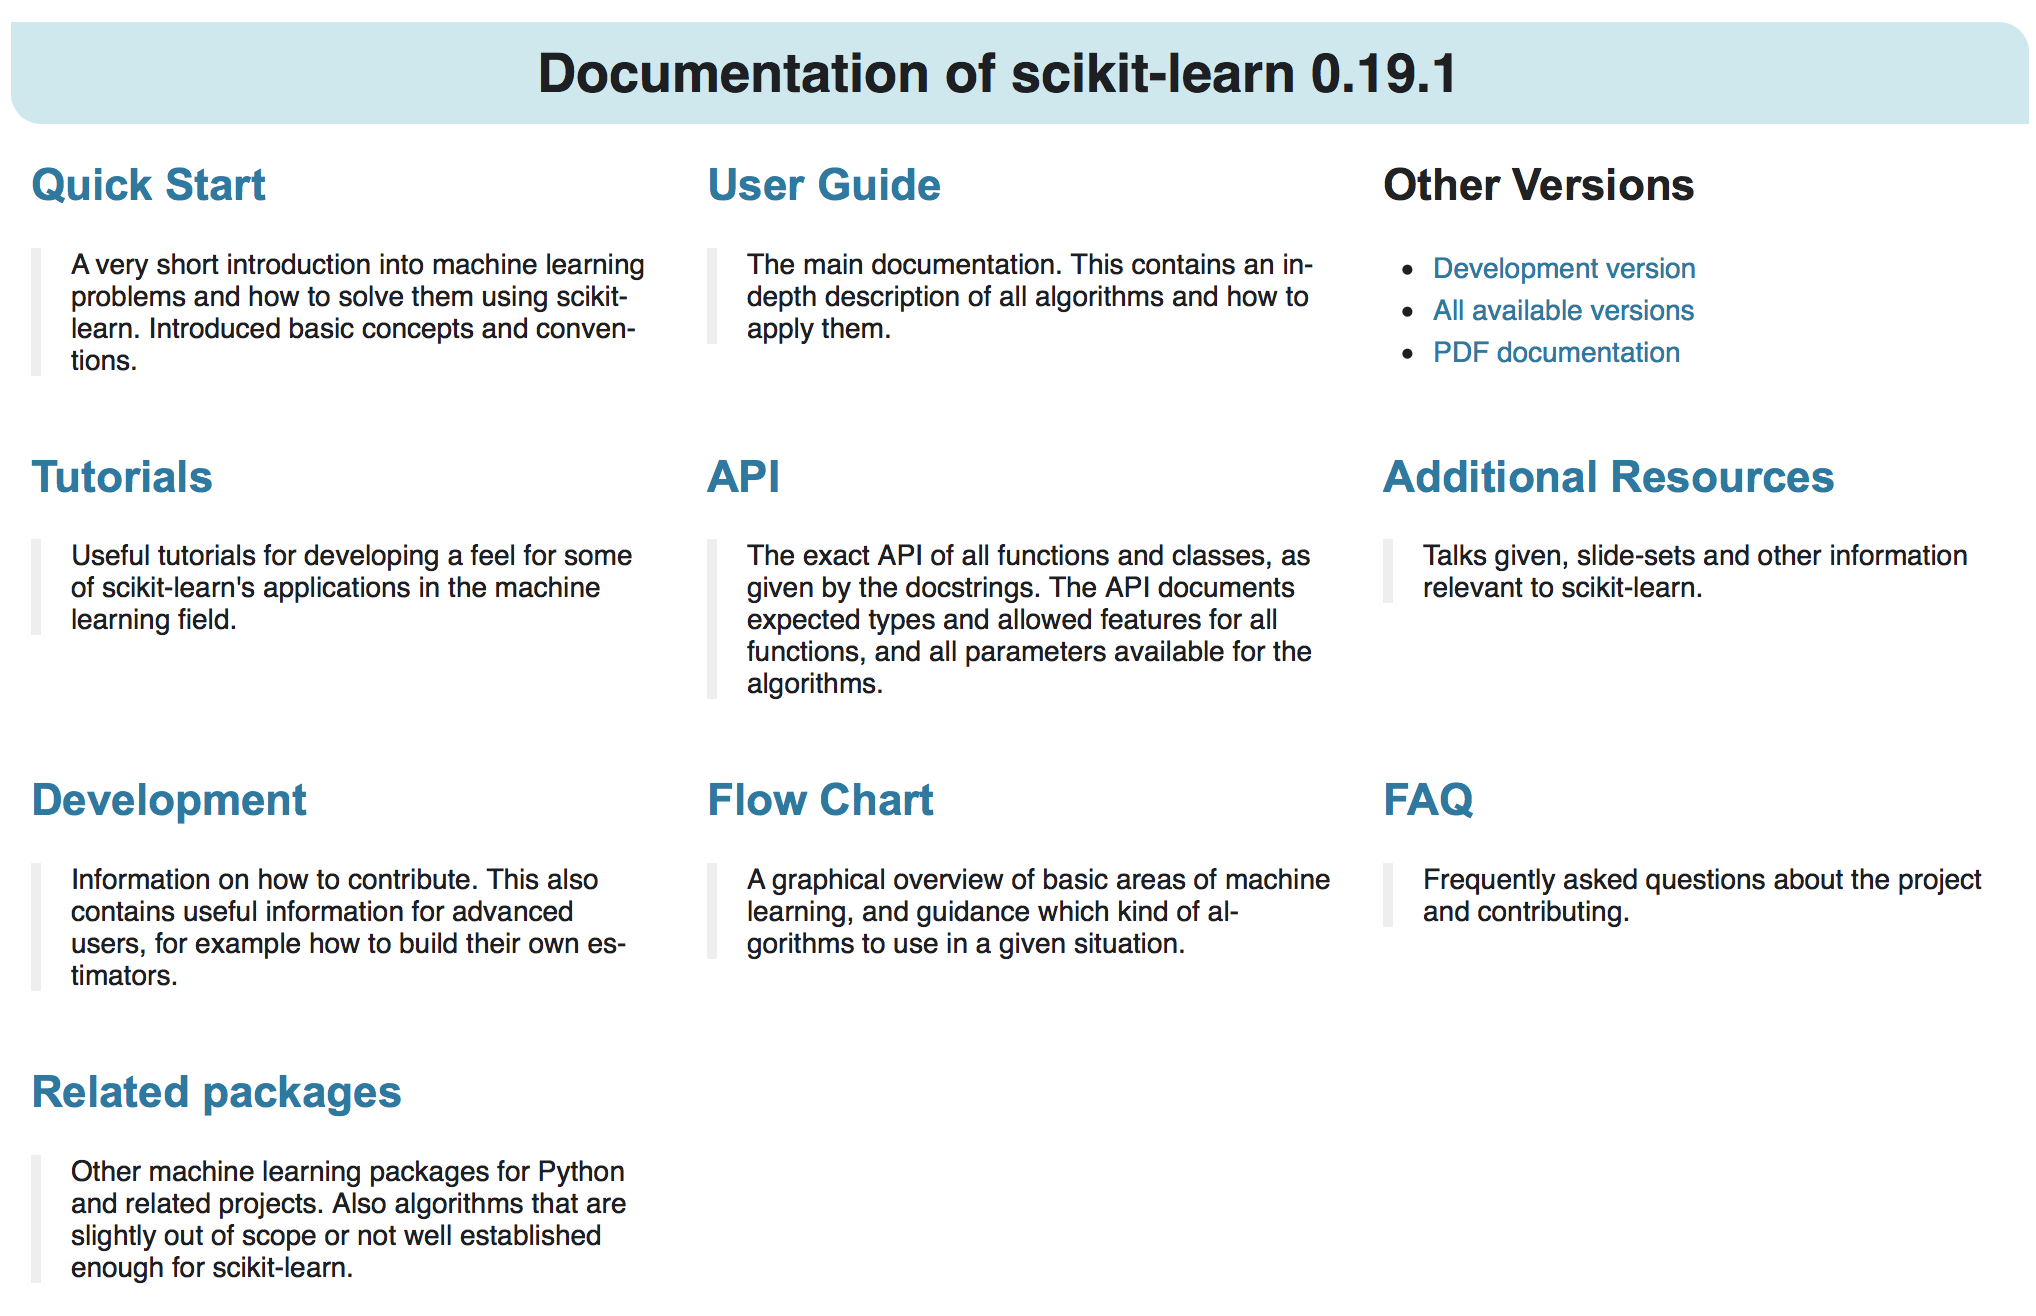 Documentation of scikit-learn 0.19.1
Quick Start
A very short introduction into machine learning
problems and how to solve them using scikit-
learn. Introduced basic concepts and conven-
tions.
User Guide
The main documentation. This contains an in-
depth description of all algorithms and how to
apply them.
Other Versions
• Development version
• All available versions
• PDF documentation
Tutorials
Useful tutorials for developing a feel for some
of scikit-learn's applications in the machine
learning field.
API
The exact API of all functions and classes, as
given by the docstrings. The API documents
expected types and allowed features for all
functions, and all parameters available for the
algorithms.
Additional Resources
Talks given, slide-sets and other information
relevant to scikit-learn.
Development
Information on how to contribute. This also
contains useful information for advanced
users, for example how to build their own es-
timators.
Flow Chart
A graphical overview of basic areas of machine
learning, and guidance which kind of al-
gorithms to use in a given situation.
FAQ
Frequently asked questions about the project
and contributing.
Related packages
Other machine learning packages for Python
and related projects. Also algorithms that are
slightly out of scope or not well established
enough for scikit-learn.